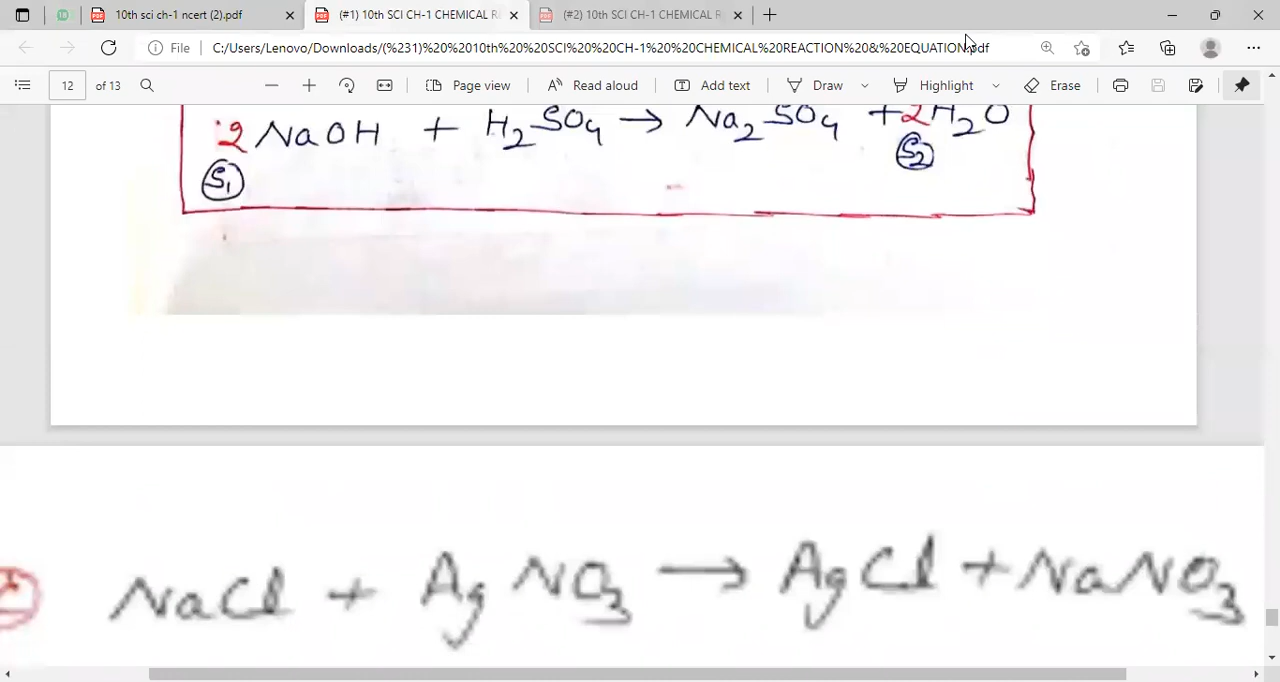 10th sci ch-1 ncert (2).pdf
(#1) 10th SCI CH-1 CHEMICAL R
(#2) 10th SCI CH-1 CHEMICAL R
File
C:/Users/Lenovo/Downloads/(%231)%20%2010th%20%20SCI%20%20CH-1%20%20CHEMICAL%20REACTION%20&%20EQUATION.pdf
12 of 13
Page view
Read aloud
Add text
Draw
Highlight
Erase
2 NaOH + H2SO4 → Na2SO4 + 2H2O
S1
S2
NaCl + AgNO3 → AgCl + NaNO3